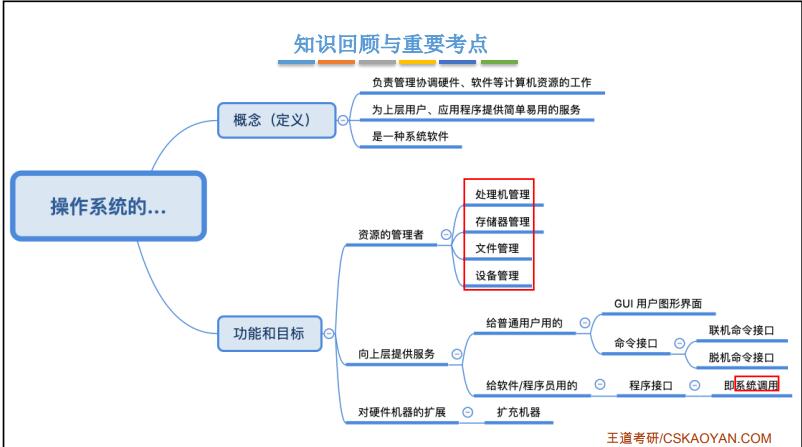 知识回顾与重要考点
操作系统的...
概念（定义）
负责管理协调硬件、软件等计算机资源的工作
为上层用户、应用程序提供简单易用的服务
是一种系统软件
功能和目标
资源的管理者
处理机管理
存储器管理
文件管理
设备管理
向上层提供服务
给普通用户用的
GUI 用户图形界面
命令接口
联机命令接口
脱机命令接口
给软件/程序员用的
程序接口
即系统调用
对硬件机器的扩展
扩充机器
王道考研/CSKAOYAN.COM